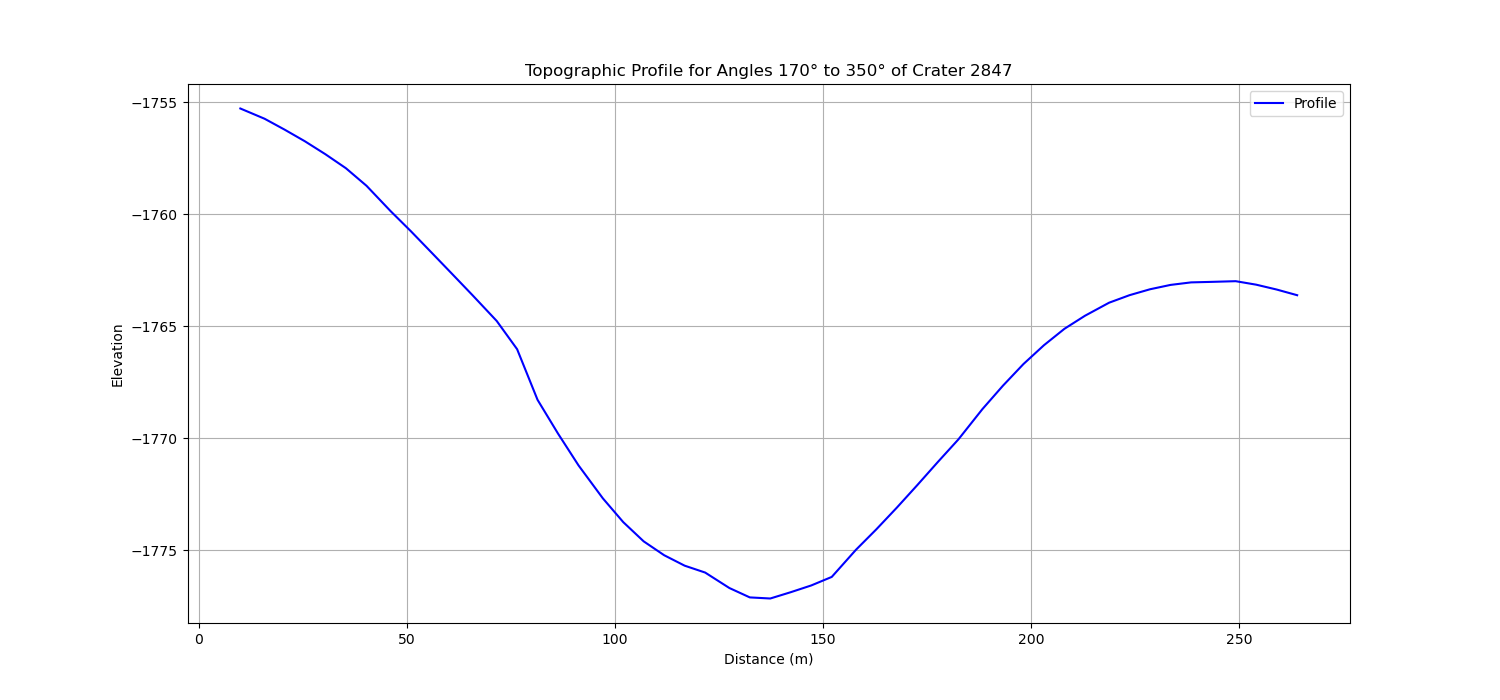 Topographic Profile for Angles 170° to 350° of Crater 2847
Profile
−1755
−1760
−1765
−1770
−1775
Elevation
0 50 100 150 200 250
Distance (m)